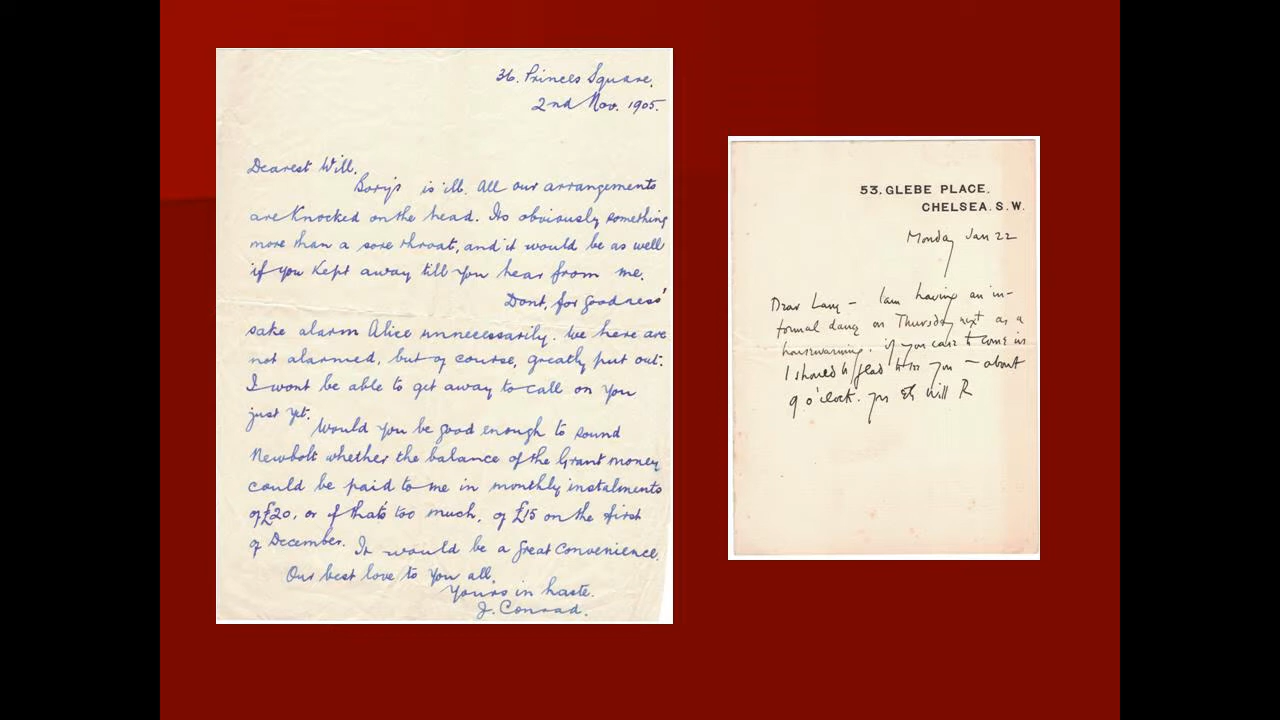 36. Princes Square.
2nd Nov. 1905.
Dearest Will.
Borys is ill. All our arrangements
are Knocked on the head. Its obviously something
more than a sore throat, and it would be as well
if you Kept away till you hear from me.
Dont, for goodness'
sake alarm Alice unnecessarily. We here are
not alarmed, but of course, greatly put out.
I wont be able to get away to call on you
just yet.
Would you be good enough to sound
Newbolt whether the balance of the Grant money
could be paid to me in monthly instalments
of £20, or if that's too much, of £15 on the first
of December. It would be a great convenience.
Our best love to you all.
Yours in haste.
J. Conrad.
53. GLEBE PLACE.
CHELSEA. S.W.
Monday Jan 22
Dear Lang – I am having an in-
formal dance on Thursday next as a
housewarming. if you care to come in
I should be glad to see you – about
9 o'clock. yrs etc Will R